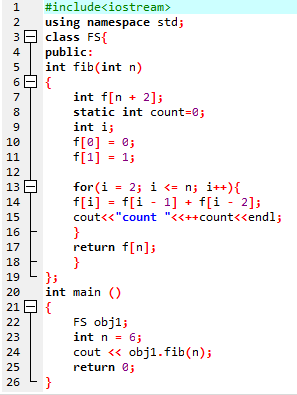 1 #include<iostream>
2 using namespace std;
3 class FS{
4 public:
5 int fib(int n)
6 {
7 int f[n + 2];
8 static int count=0;
9 int i;
10 f[0] = 0;
11 f[1] = 1;
12
13 for(i = 2; i <= n; i++){
14 f[i] = f[i - 1] + f[i - 2];
15 cout<<"count "<<++count<<endl;
16 }
17 return f[n];
18 }
19 };
20 int main ()
21 {
22 FS obj1;
23 int n = 6;
24 cout << obj1.fib(n);
25 return 0;
26 }